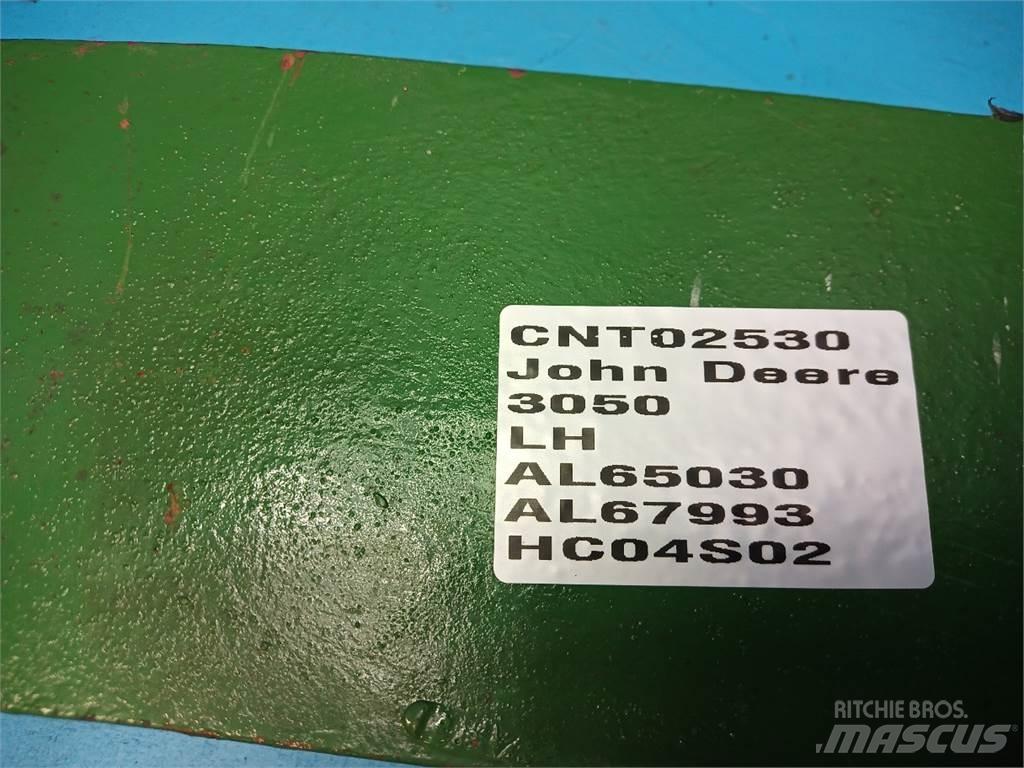 CNT02530
John Deere
3050
LH
AL65030
AL67993
HC04S02
RITCHIE BROS.
MASCUS